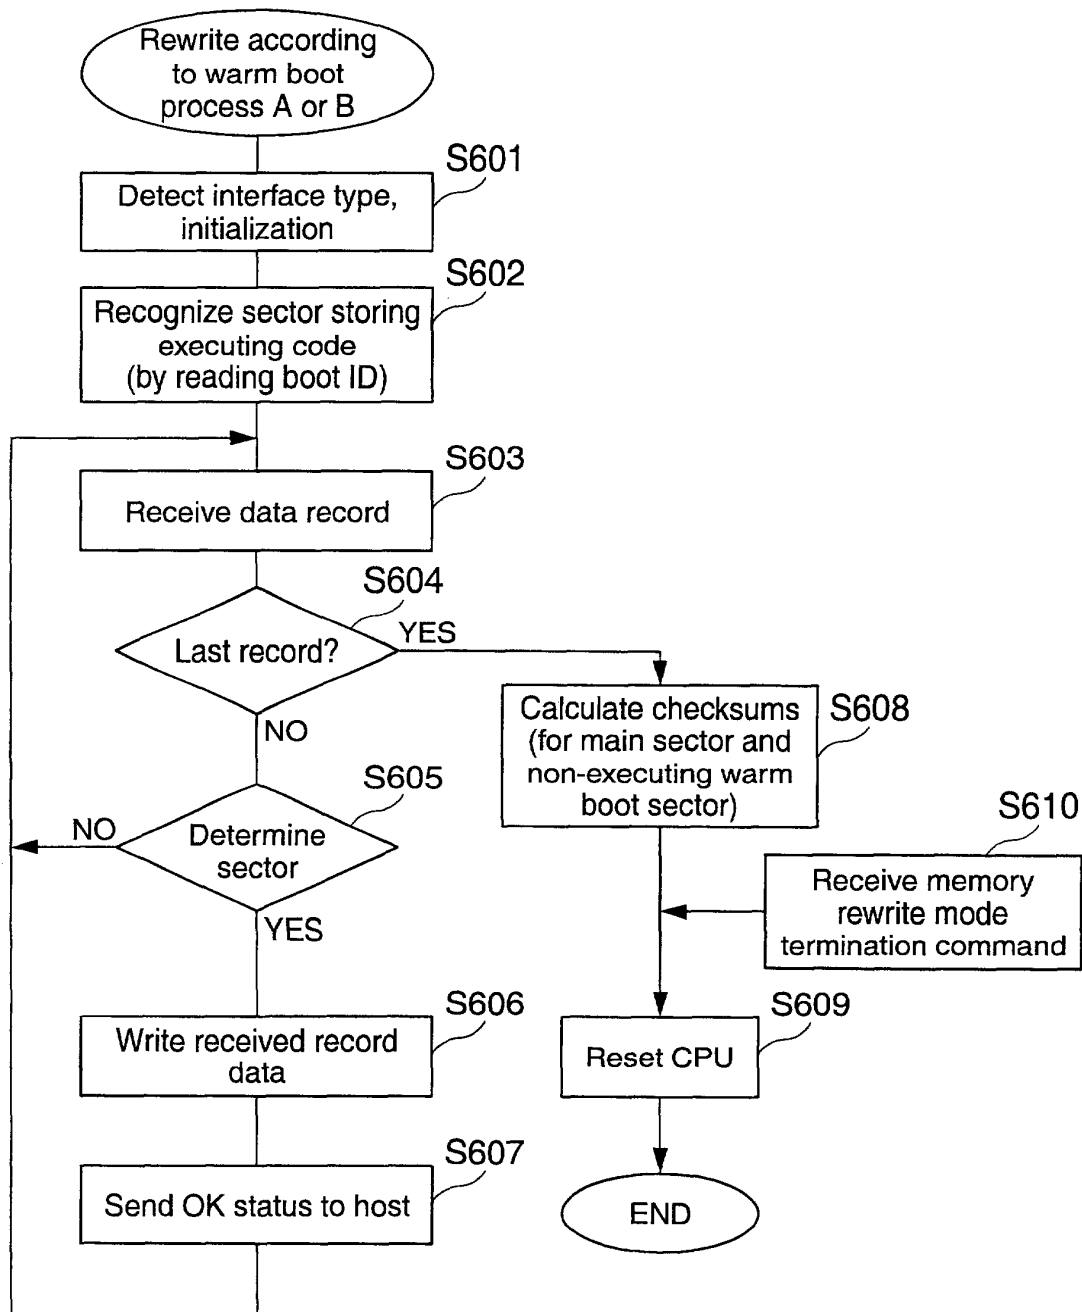 Rewrite according
to warm boot
process A or B
S601
Detect interface type,
initialization
S602
Recognize sector storing
executing code
(by reading boot ID)
S603
Receive data record
S604
Last record?
YES
NO
S605
Determine
sector
NO
YES
S606
Write received record
data
S607
Send OK status to host
S608
Calculate checksums
(for main sector and
non-executing warm
boot sector)
S610
Receive memory
rewrite mode
termination command
S609
Reset CPU
END